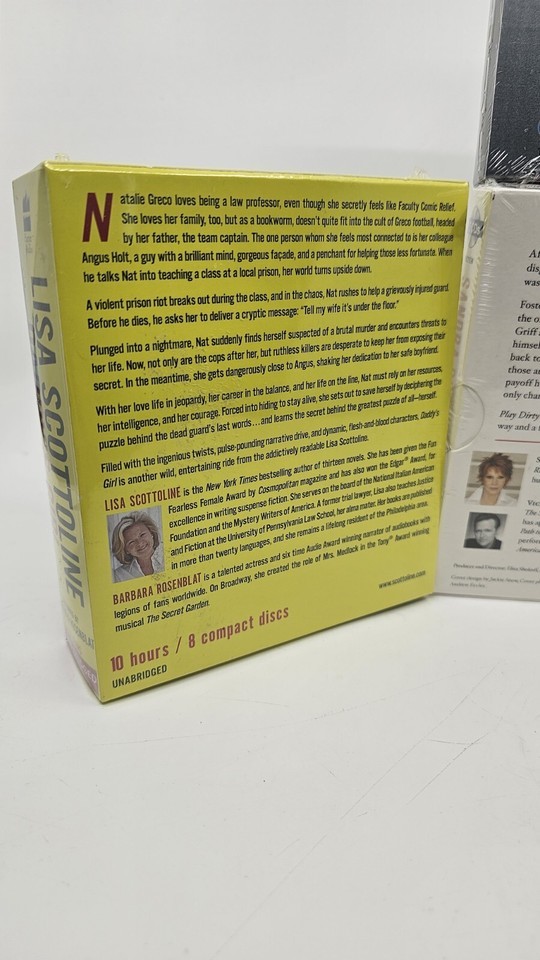 Natalie Greco loves being a law professor, even though she secretly feels like Faculty Comic Relief.
She loves her family, too, but as a bookworm, doesn't quite fit into the cult of Greco football, headed
by her father, the team captain. The one person whom she feels most connected to is her colleague
Angus Holt, a guy with a brilliant mind, gorgeous façade, and a penchant for helping those less fortunate. When
he talks Nat into teaching a class at a local prison, her world turns upside down.
A violent prison riot breaks out during the class, and in the chaos, Nat rushes to help a grievously injured guard.
Before he dies, he asks her to deliver a cryptic message: "Tell my wife it's under the floor."
Plunged into a nightmare, Nat suddenly finds herself suspected of a brutal murder and encounters threats to
her life. Now, not only are the cops after her, but ruthless killers are desperate to keep her from exposing their
secret. In the meantime, she gets dangerously close to Angus, shaking her dedication to her safe boyfriend.
With her love life in jeopardy, her career in the balance, and her life on the line, Nat must rely on her resources,
her intelligence, and her courage. Forced into hiding to stay alive, she sets out to save herself by deciphering the
puzzle behind the dead guard's last words...and learns the secret behind the greatest puzzle of all—herself.
Filled with the ingenious twists, pulse-pounding narrative drive, and dynamic, flesh-and-blood characters, Daddy's
Girl is another wild, entertaining ride from the addictively readable Lisa Scottoline.
LISA SCOTTOLINE is the New York Times bestselling author of thirteen novels. She has been given the Fun
Fearless Female Award by Cosmopolitan magazine and has also won the Edgar® Award, for
excellence in writing suspense fiction. She serves on the board of the National Italian American
Foundation and the Mystery Writers of America. A former trial lawyer, Lisa also teaches Justice
and Fiction at the University of Pennsylvania Law School, her alma mater. Her books are published
in more than twenty languages, and she remains a lifelong resident of the Philadelphia area.
BARBARA ROSENBLAT is a talented actress and six time Audie Award winning narrator of audiobooks with
legions of fans worldwide. On Broadway, she created the role of Mrs. Medlock in the Tony® Award winning
musical The Secret Garden.
www.scottoline.com
10 hours / 8 compact discs
UNABRIDGED
LISA SCOTTOLINE
Foste
the o
Griff
himse
back to
those a
payoff h
only chan
Play Dirty
way and a